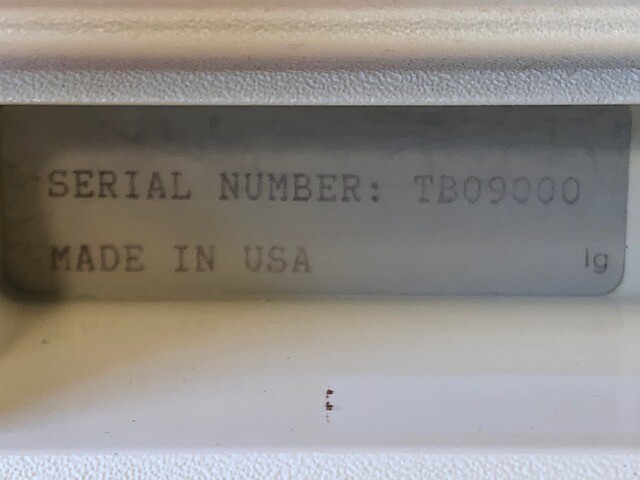 SERIAL NUMBER: TB09000
MADE IN USA
lg